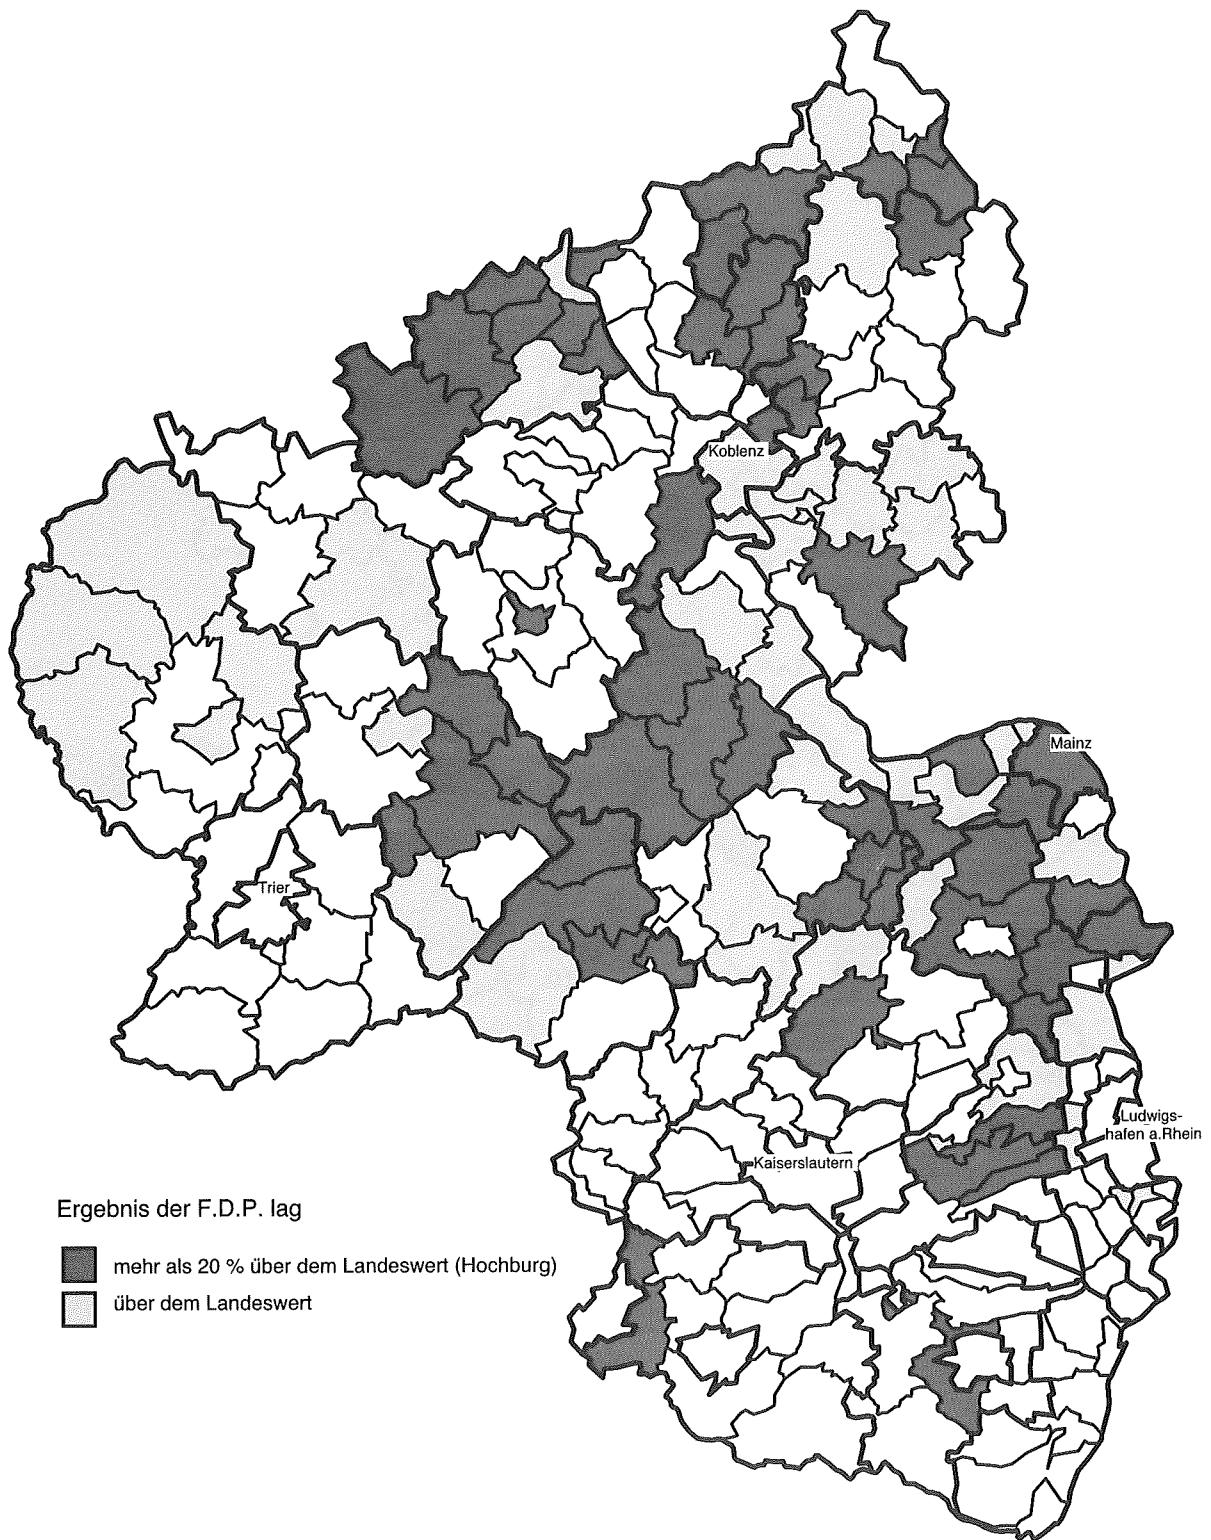 Koblenz
Mainz
Trier
Ludwigs-
hafen a.Rhein
Kaiserslautern
Ergebnis der F.D.P. lag
mehr als 20 % über dem Landeswert (Hochburg)
über dem Landeswert